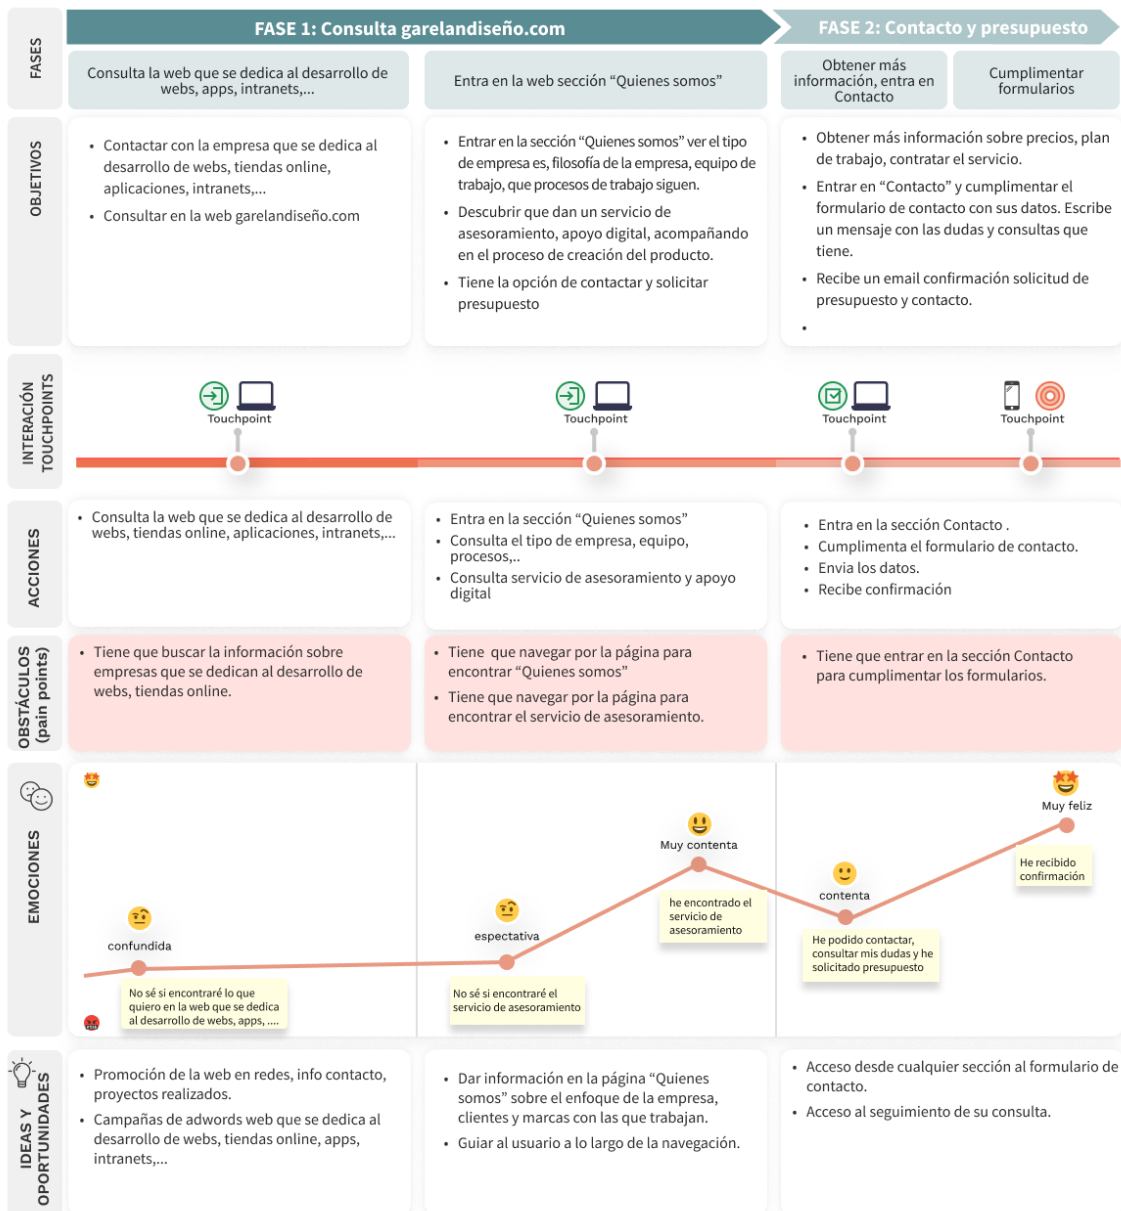 FASES
FASE 1: Consulta garelandiseño.com
FASE 2: Contacto y presupuesto
Consulta la web que se dedica al desarrollo de
webs, apps, intranets,...
Entra en la web sección “Quienes somos”
Obtener más
información, entra en
Contacto
Cumplimentar
formularios
OBJETIVOS
• Contactar con la empresa que se dedica al
desarrollo de webs, tiendas online,
aplicaciones, intranets,...
• Consultar en la web garelandiseño.com
• Entrar en la sección “Quienes somos” ver el tipo
de empresa es, filosofía de la empresa, equipo de
trabajo, que procesos de trabajo siguen.
• Descubrir que dan un servicio de
asesoramiento, apoyo digital, acompañando
en el proceso de creación del producto.
• Tiene la opción de contactar y solicitar
presupuesto
• Obtener más información sobre precios, plan
de trabajo, contratar el servicio.
• Entrar en “Contacto” y cumplimentar el
formulario de contacto con sus datos. Escribe
un mensaje con las dudas y consultas que
tiene.
• Recibe un email confirmación solicitud de
presupuesto y contacto.
•
INTERACIÓN
TOUCHPOINTS
Touchpoint
Touchpoint
Touchpoint
Touchpoint
ACCIONES
• Consulta la web que se dedica al desarrollo de
webs, tiendas online, aplicaciones, intranets,...
• Entra en la sección “Quienes somos”
• Consulta el tipo de empresa, equipo,
procesos,..
• Consulta servicio de asesoramiento y apoyo
digital
• Entra en la sección Contacto .
• Cumplimenta el formulario de contacto.
• Envia los datos.
• Recibe confirmación
OBSTÁCULOS
(pain points)
• Tiene que buscar la información sobre
empresas que se dedican al desarrollo de
webs, tiendas online.
• Tiene que navegar por la página para
encontrar “Quienes somos”
• Tiene que navegar por la página para
encontrar el servicio de asesoramiento.
• Tiene que entrar en la sección Contacto
para cumplimentar los formularios.
EMOCIONES
confundida
No sé si encontraré lo que
quiero en la web que se dedica
al desarrollo de webs, apps, ....
espectativa
No sé si encontraré el
servicio de asesoramiento
Muy contenta
he encontrado el
servicio de
asesoramiento
contenta
He podido contactar,
consultar mis dudas y he
solicitado presupuesto
Muy feliz
He recibido
confirmación
IDEAS Y
OPORTUNIDADES
• Promoción de la web en redes, info contacto,
proyectos realizados.
• Campañas de adwords web que se dedica al
desarrollo de webs, tiendas online, apps,
intranets,...
• Dar información en la página “Quienes
somos” sobre el enfoque de la empresa,
clientes y marcas con las que trabajan.
• Guiar al usuario a lo largo de la navegación.
• Acceso desde cualquier sección al formulario de
contacto.
• Acceso al seguimiento de su consulta.